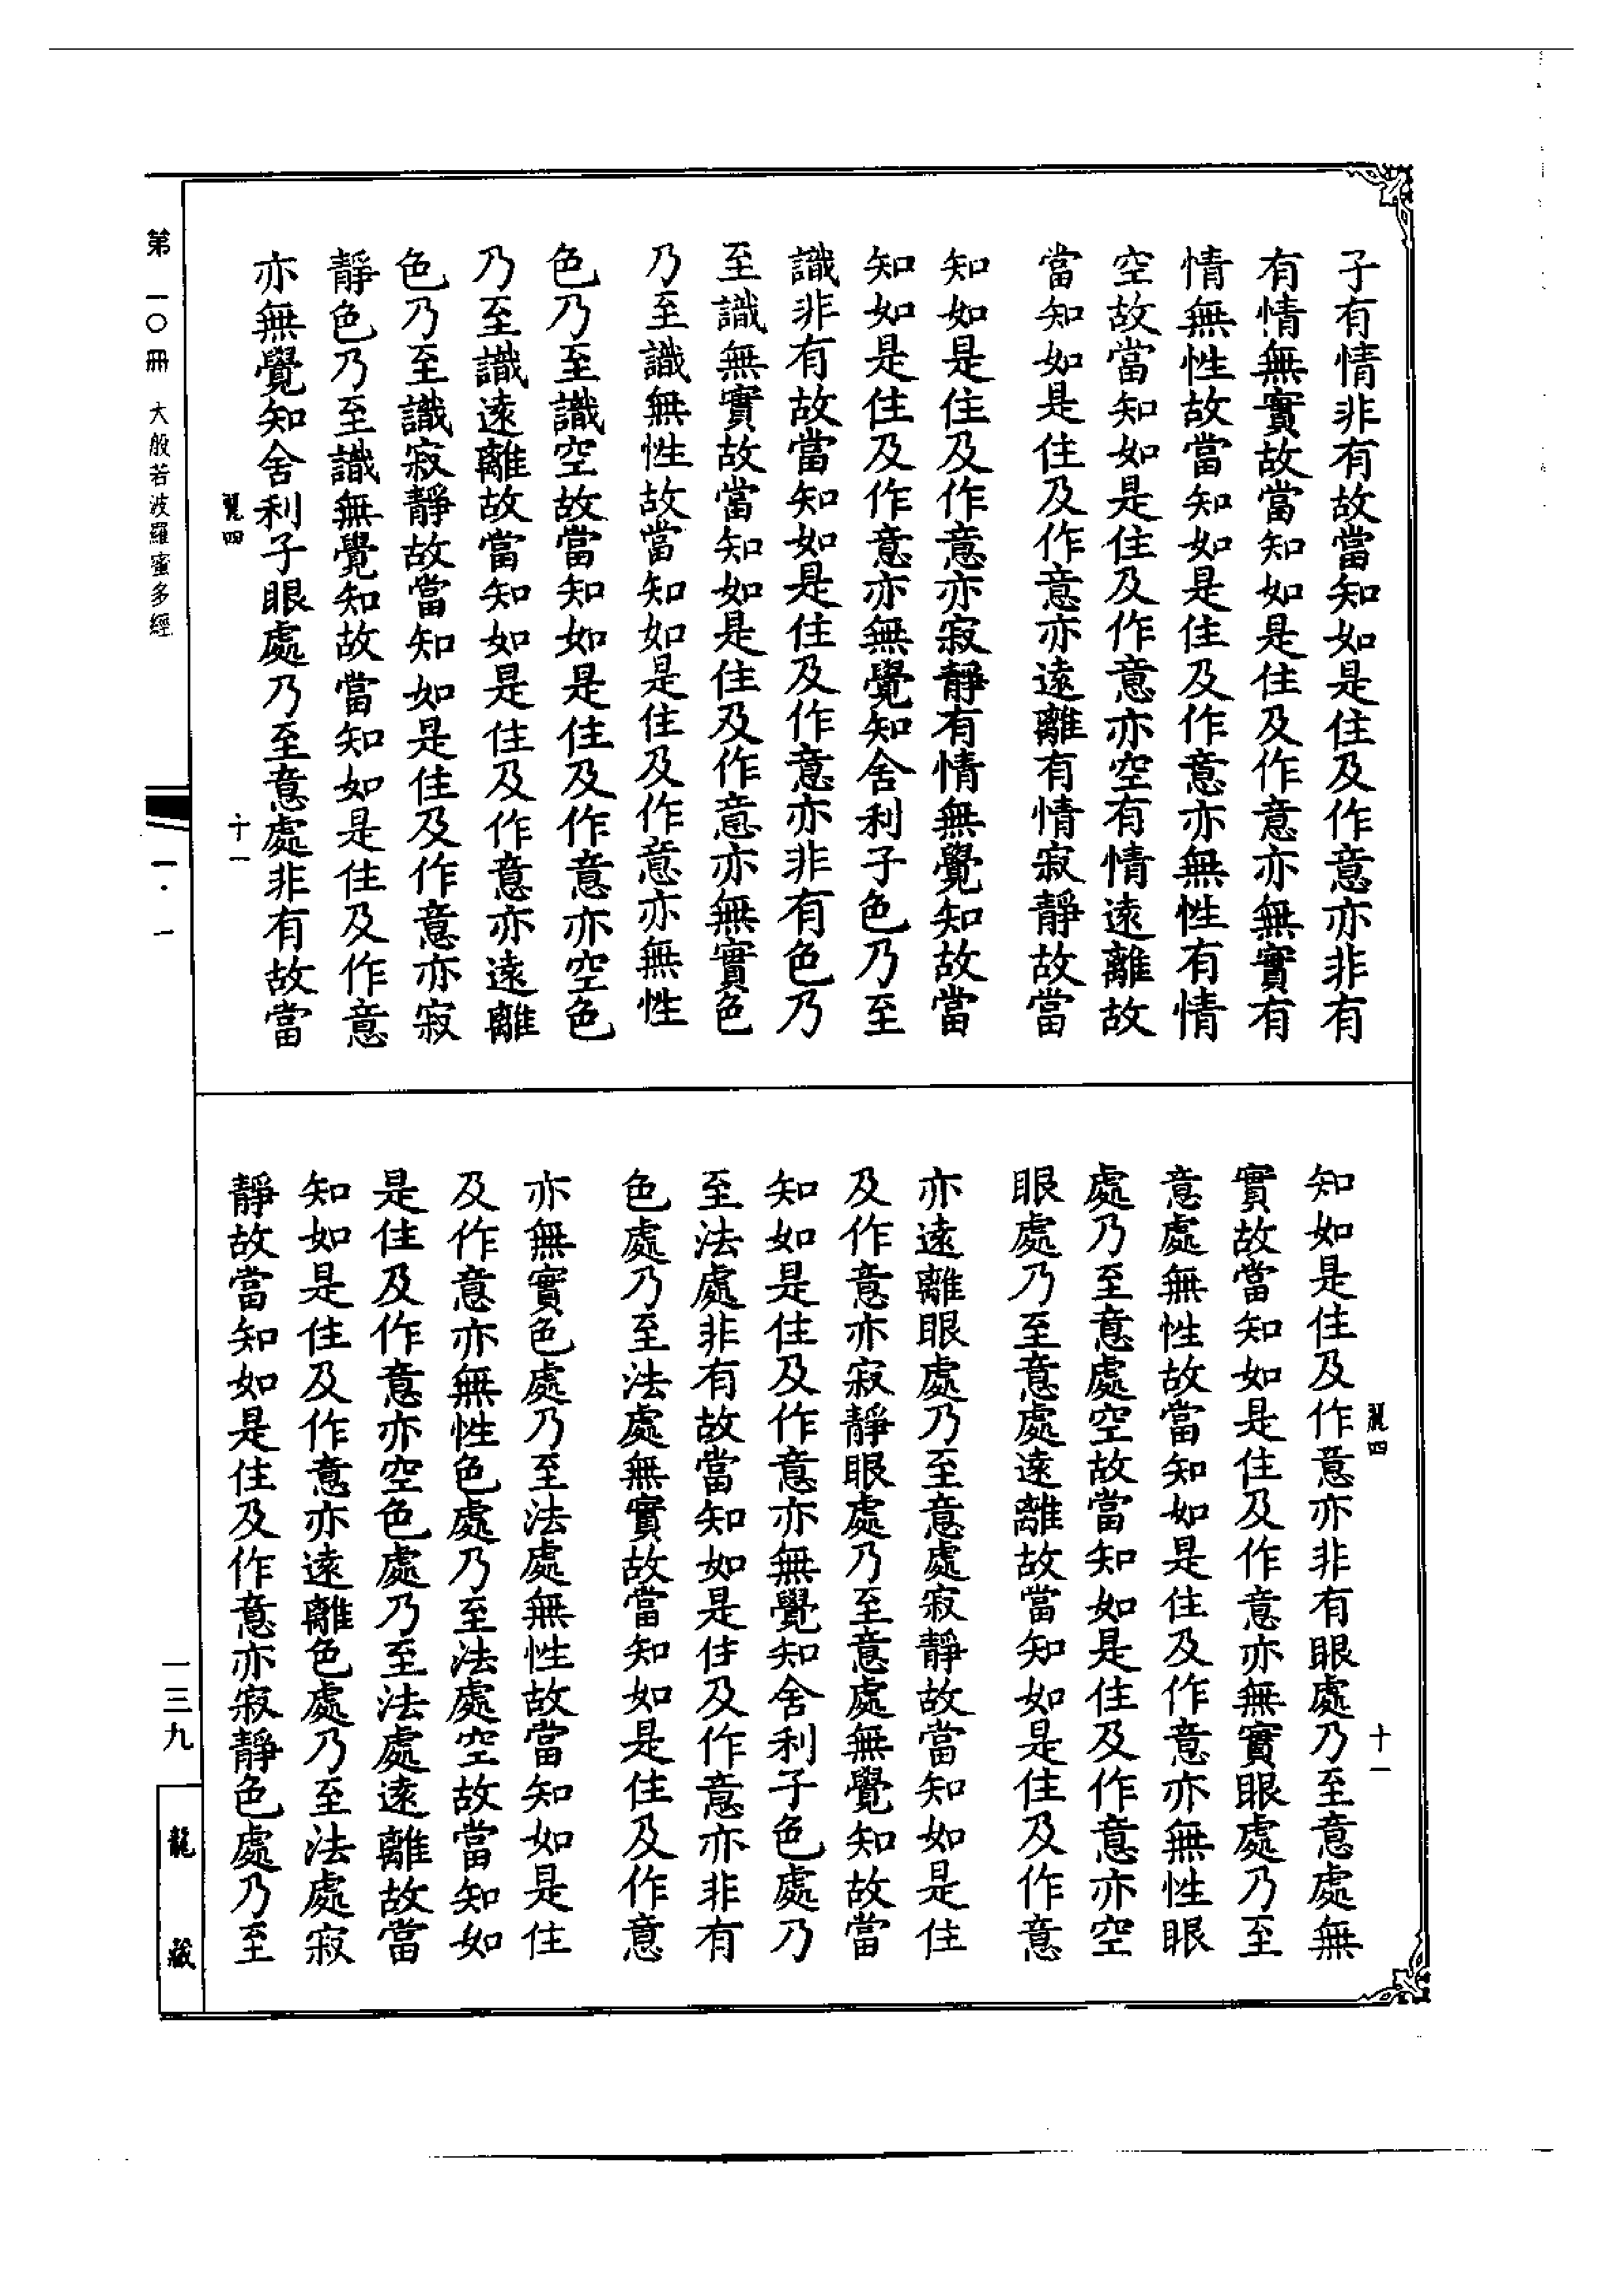 子有情非有故當知如是住及作意亦非有
有情無實故當知如是住及作意亦無實有
情無性故當知如是住及作意亦無性有情
空故當知如是住及作意亦空有情遠離故
當知如是住及作意亦遠離有情寂靜故當
知如是住及作意亦寂靜有情無覺知故當
知如是住及作意亦無覺知舍利子色乃至
識非有故當知如是住及作意亦非有色乃
至識無實故當知如是住及作意亦無實色
乃至識無性故當知如是住及作意亦無性
色乃至識空故當知如是住及作意亦空色
乃至識遠離故當知如是住及作意亦遠離
色乃至識寂靜故當知如是住及作意亦寂
靜色乃至識無覺知故當知如是住及作意
亦無覺知舍利子眼處乃至意處非有故當
麗四 十一
麗四 十一
知如是住及作意亦非有眼處乃至意處無
實故當知如是住及作意亦無實眼處乃至
意處無性故當知如是住及作意亦無性眼
處乃至意處空故當知如是住及作意亦空
眼處乃至意處遠離故當知如是住及作意
亦遠離眼處乃至意處寂靜故當知如是住
及作意亦寂靜眼處乃至意處無覺知故當
知如是住及作意亦無覺知舍利子色處乃
至法處非有故當知如是住及作意亦非有
色處乃至法處無實故當知如是住及作意
亦無實色處乃至法處無性故當知如是住
及作意亦無性色處乃至法處空故當知如
是住及作意亦空色處乃至法處遠離故當
知如是住及作意亦遠離色處乃至法處寂
靜故當知如是住及作意亦寂靜色處乃至
第一〇冊 大般若波羅蜜多經
一·一
一三九
龍藏